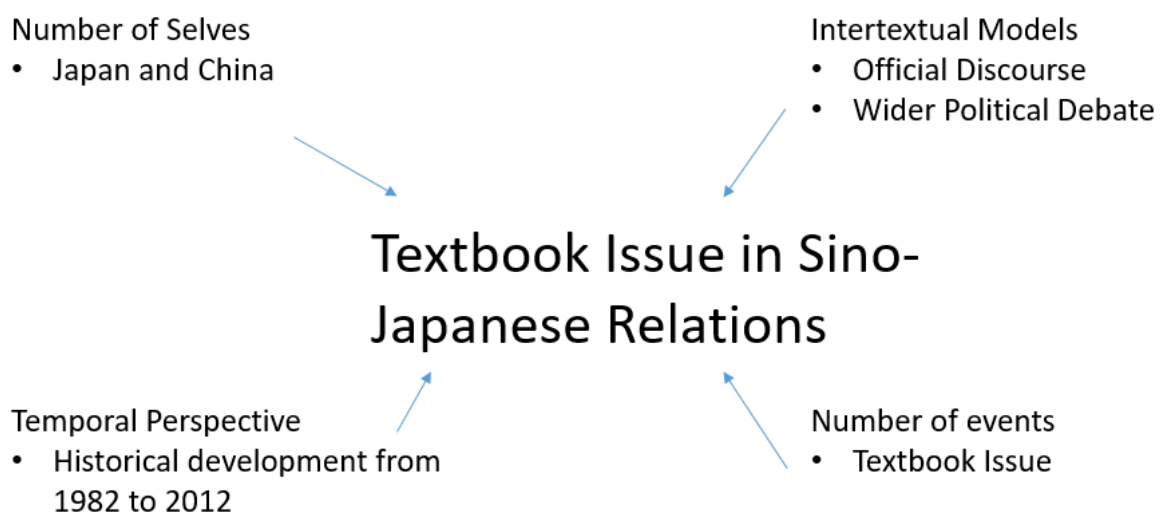 Number of Selves
• Japan and China
Intertextual Models
• Official Discourse
• Wider Political Debate
Textbook Issue in Sino-
Japanese Relations
Temporal Perspective
• Historical development from
1982 to 2012
Number of events
• Textbook Issue